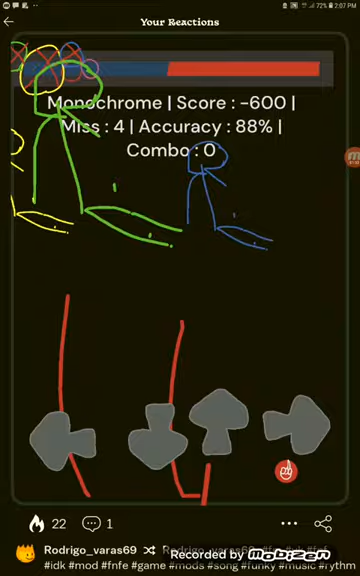 72% 2:07 PM
Your Reactions
Monochrome | Score : -600 |
Miss : 4 | Accuracy : 88% |
Combo : 0
22
1
Rodrigo_varas69
RECORDED BY MOBIZEN
#idk #mod #fnfe #game #mods #song #funky #music #rythm